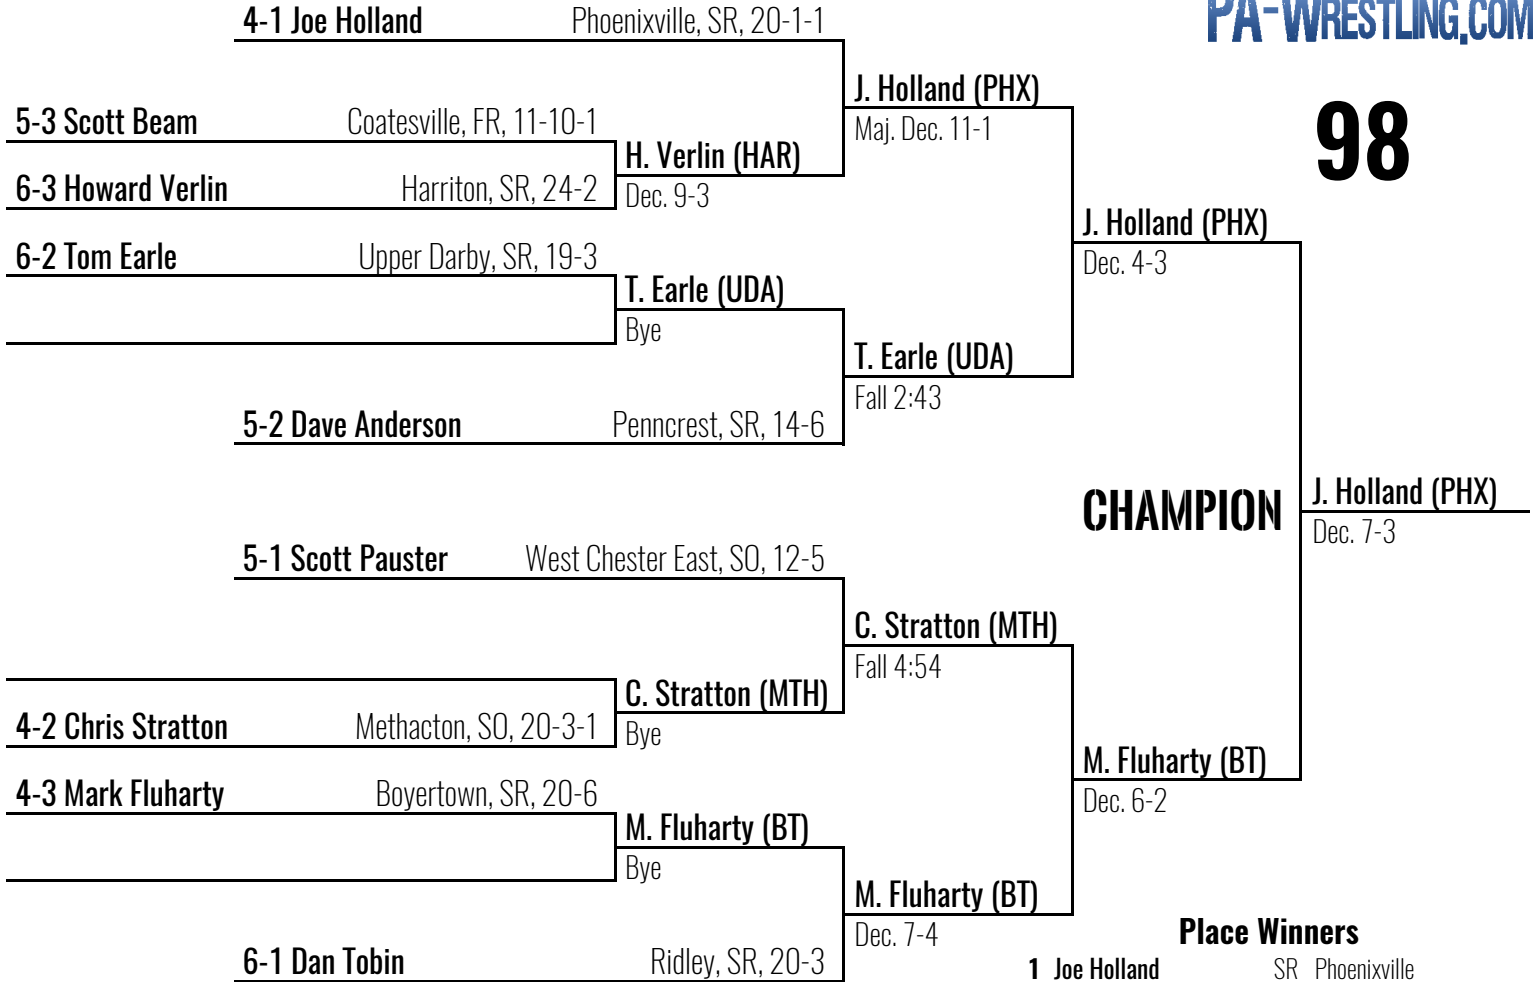 PA-WRESTLING.COM
98
4-1 Joe Holland Phoenixville, SR, 20-1-1
J. Holland (PHX)
Maj. Dec. 11-1
5-3 Scott Beam Coatesville, FR, 11-10-1
H. Verlin (HAR)
Dec. 9-3
6-3 Howard Verlin Harriton, SR, 24-2
J. Holland (PHX)
Dec. 4-3
6-2 Tom Earle Upper Darby, SR, 19-3
T. Earle (UDA)
Bye
T. Earle (UDA)
Fall 2:43
5-2 Dave Anderson Penncrest, SR, 14-6
CHAMPION
J. Holland (PHX)
Dec. 7-3
5-1 Scott Pauster West Chester East, SO, 12-5
C. Stratton (MTH)
Fall 4:54
C. Stratton (MTH)
Bye
4-2 Chris Stratton Methacton, SO, 20-3-1
M. Fluharty (BT)
Dec. 6-2
4-3 Mark Fluharty Boyertown, SR, 20-6
M. Fluharty (BT)
Bye
M. Fluharty (BT)
Dec. 7-4
6-1 Dan Tobin Ridley, SR, 20-3
Place Winners
1 Joe Holland SR Phoenixville